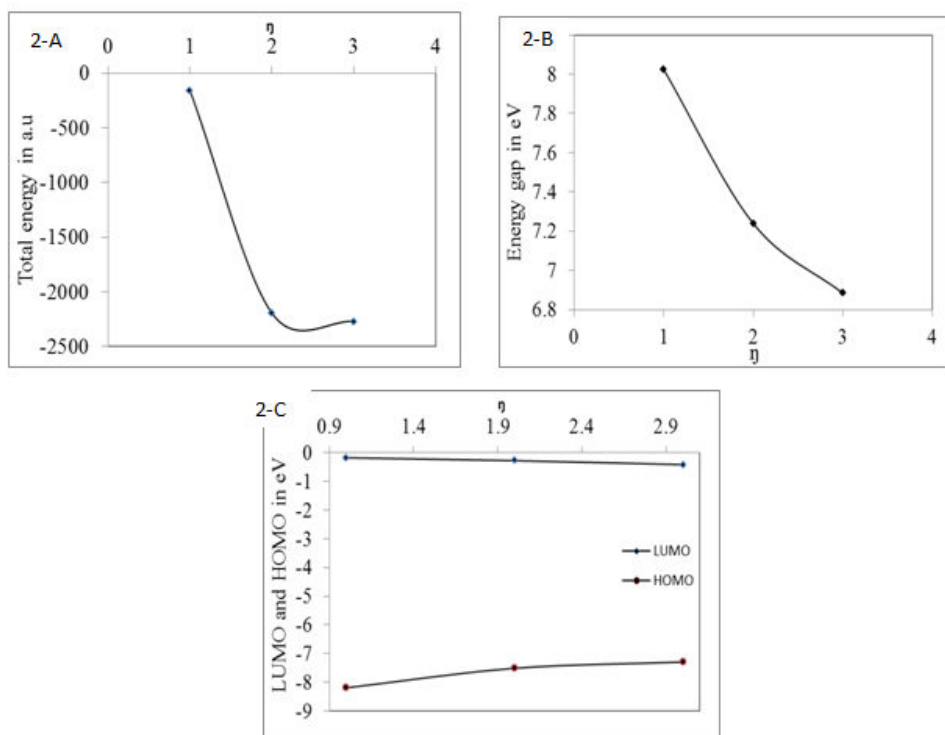 2-A
ŋ
0 1 2 3 4
0
-500
-1000
-1500
-2000
-2500
Total energy in a.u
2-B
8
7.8
7.6
7.4
7.2
7
6.8
Energy gap in eV
0 1 2 3 4
ŋ
2-C
ŋ
0.9 1.4 1.9 2.4 2.9
0
-1
-2
-3
-4
-5
-6
-7
-8
-9
LUMO and HOMO in eV
LUMO
HOMO